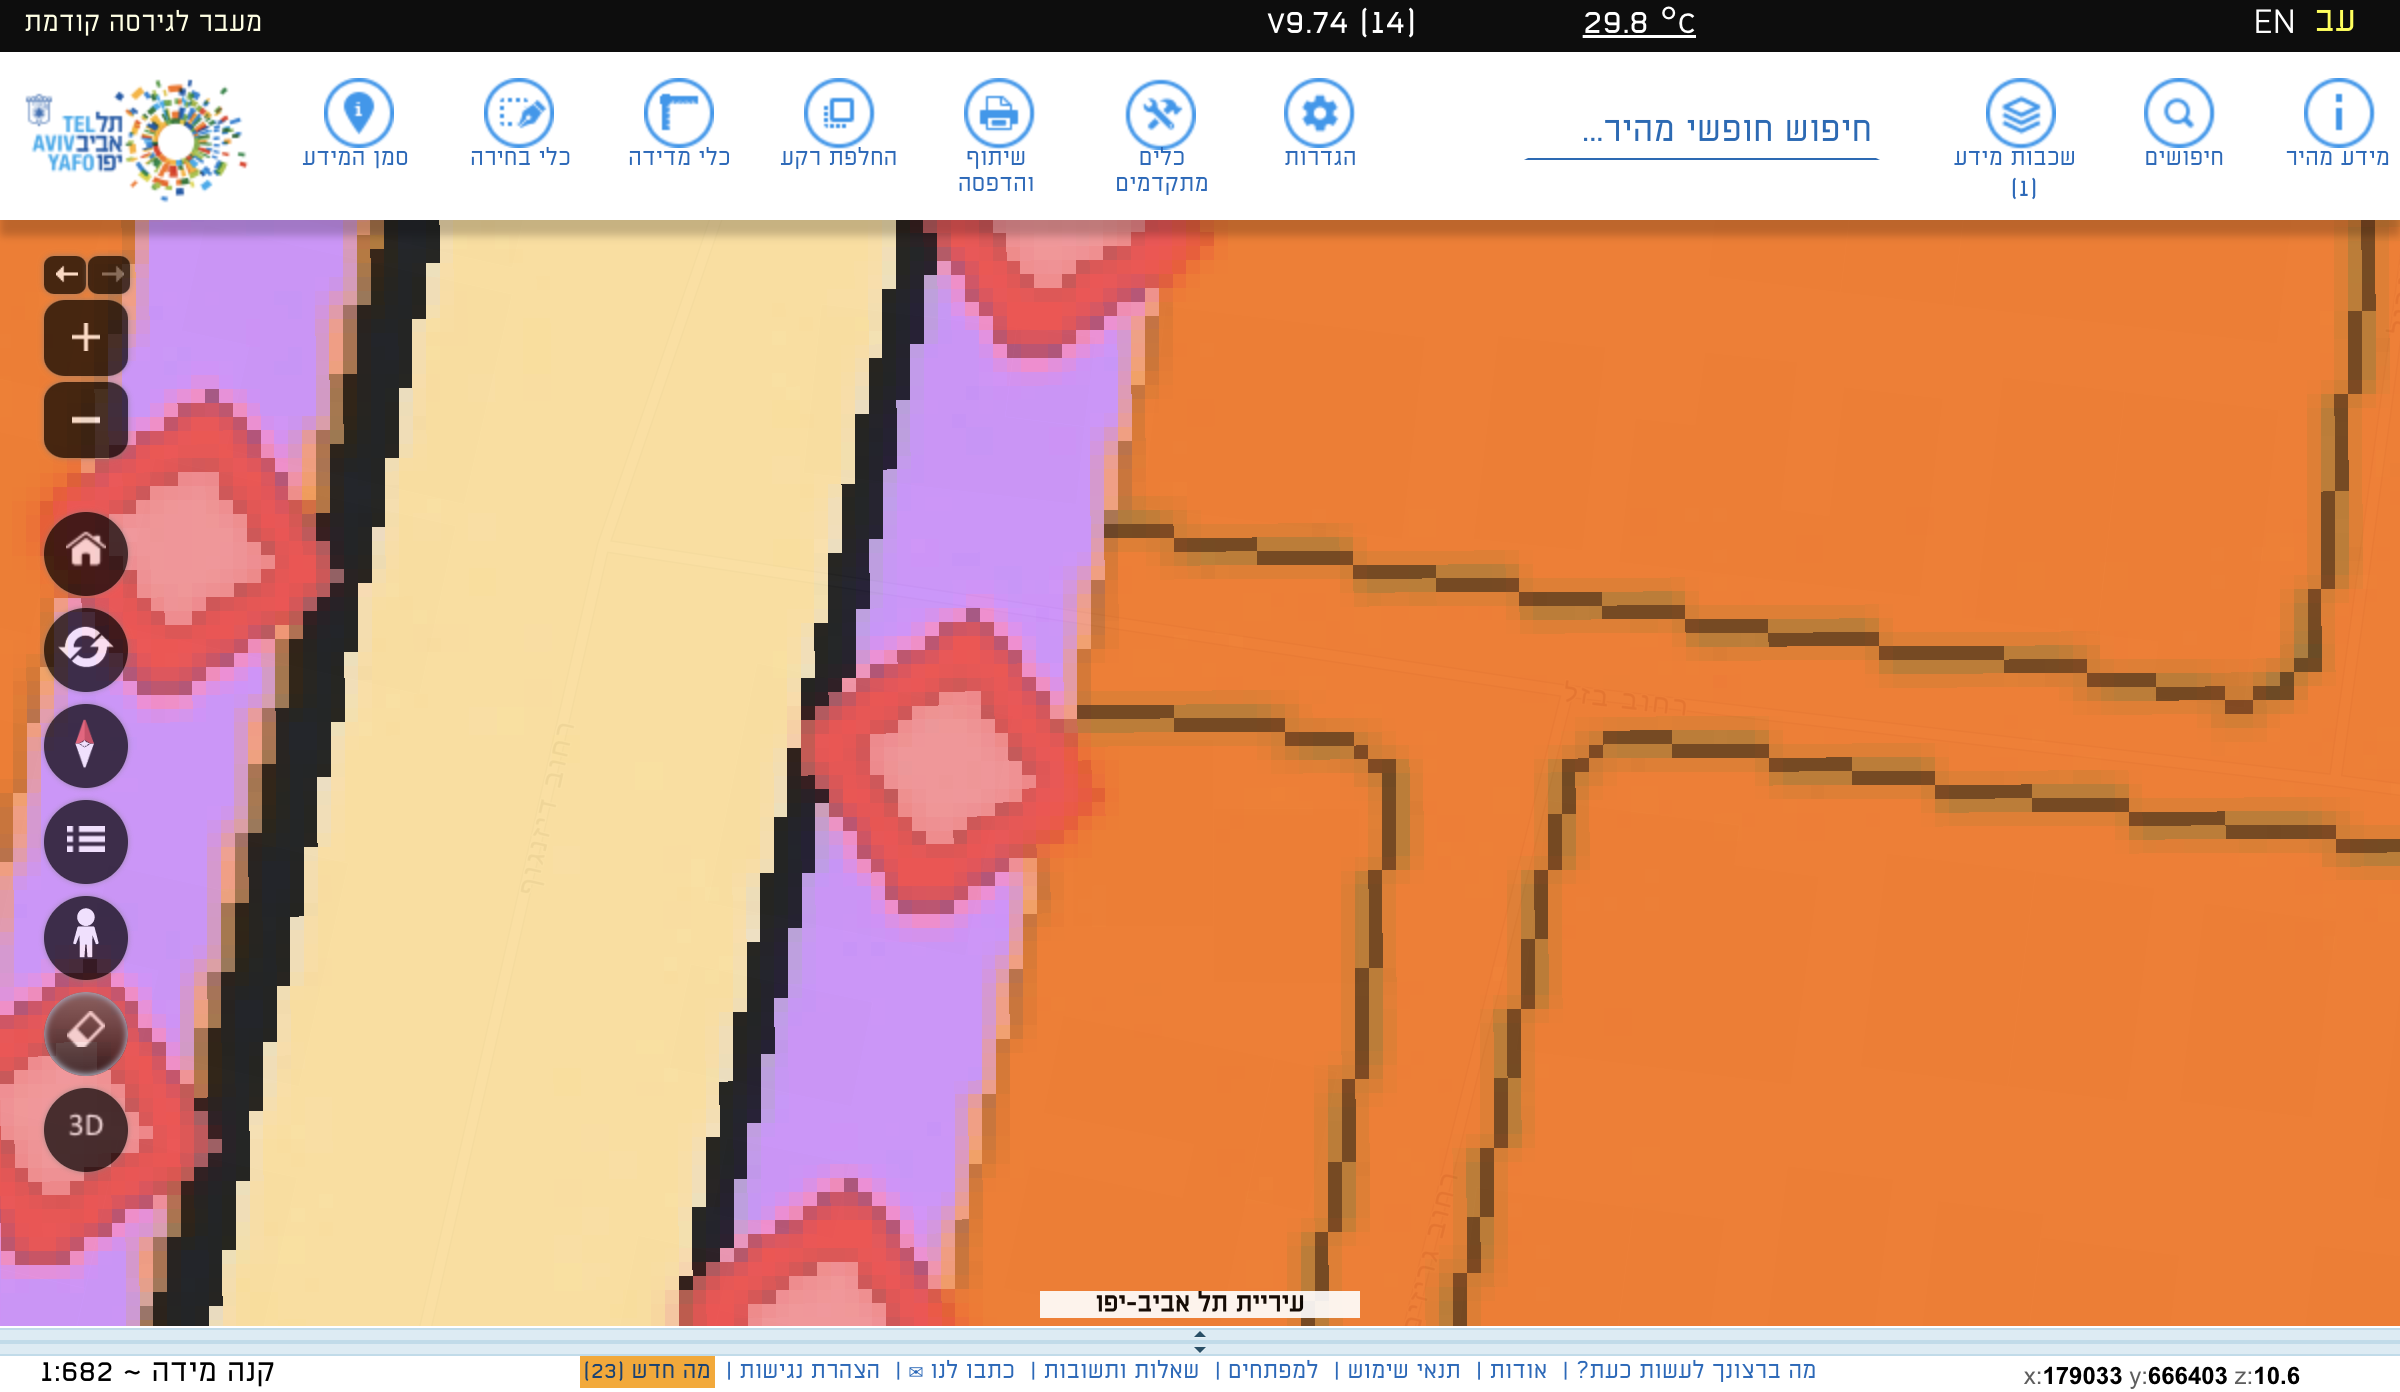 עב EN
29.8 °C
V9.74 (14)
מעבר לגירסה קודמת
מידע מהיר
חיפושים
שכבות מידע
(1)
חיפוש חופשי מהיר...
הגדרות
כלים
מתקדמים
שיתוף
והדפסה
החלפת רקע
כלי מדידה
כלי בחירה
סמן המידע
תל TEL
אביב AVIV
יפו YAFO
רחוב בזל
רחוב דיזנגוף
רחוב גריזים
3D
עיריית תל אביב-יפו
x:179033 y:666403 z:10.6
מה ברצונך לעשות כעת? | אודות | תנאי שימוש | למפתחים | שאלות ותשובות | כתבו לנו ✉ | הצהרת נגישות | מה חדש (23)
קנה מידה ~ 1:682